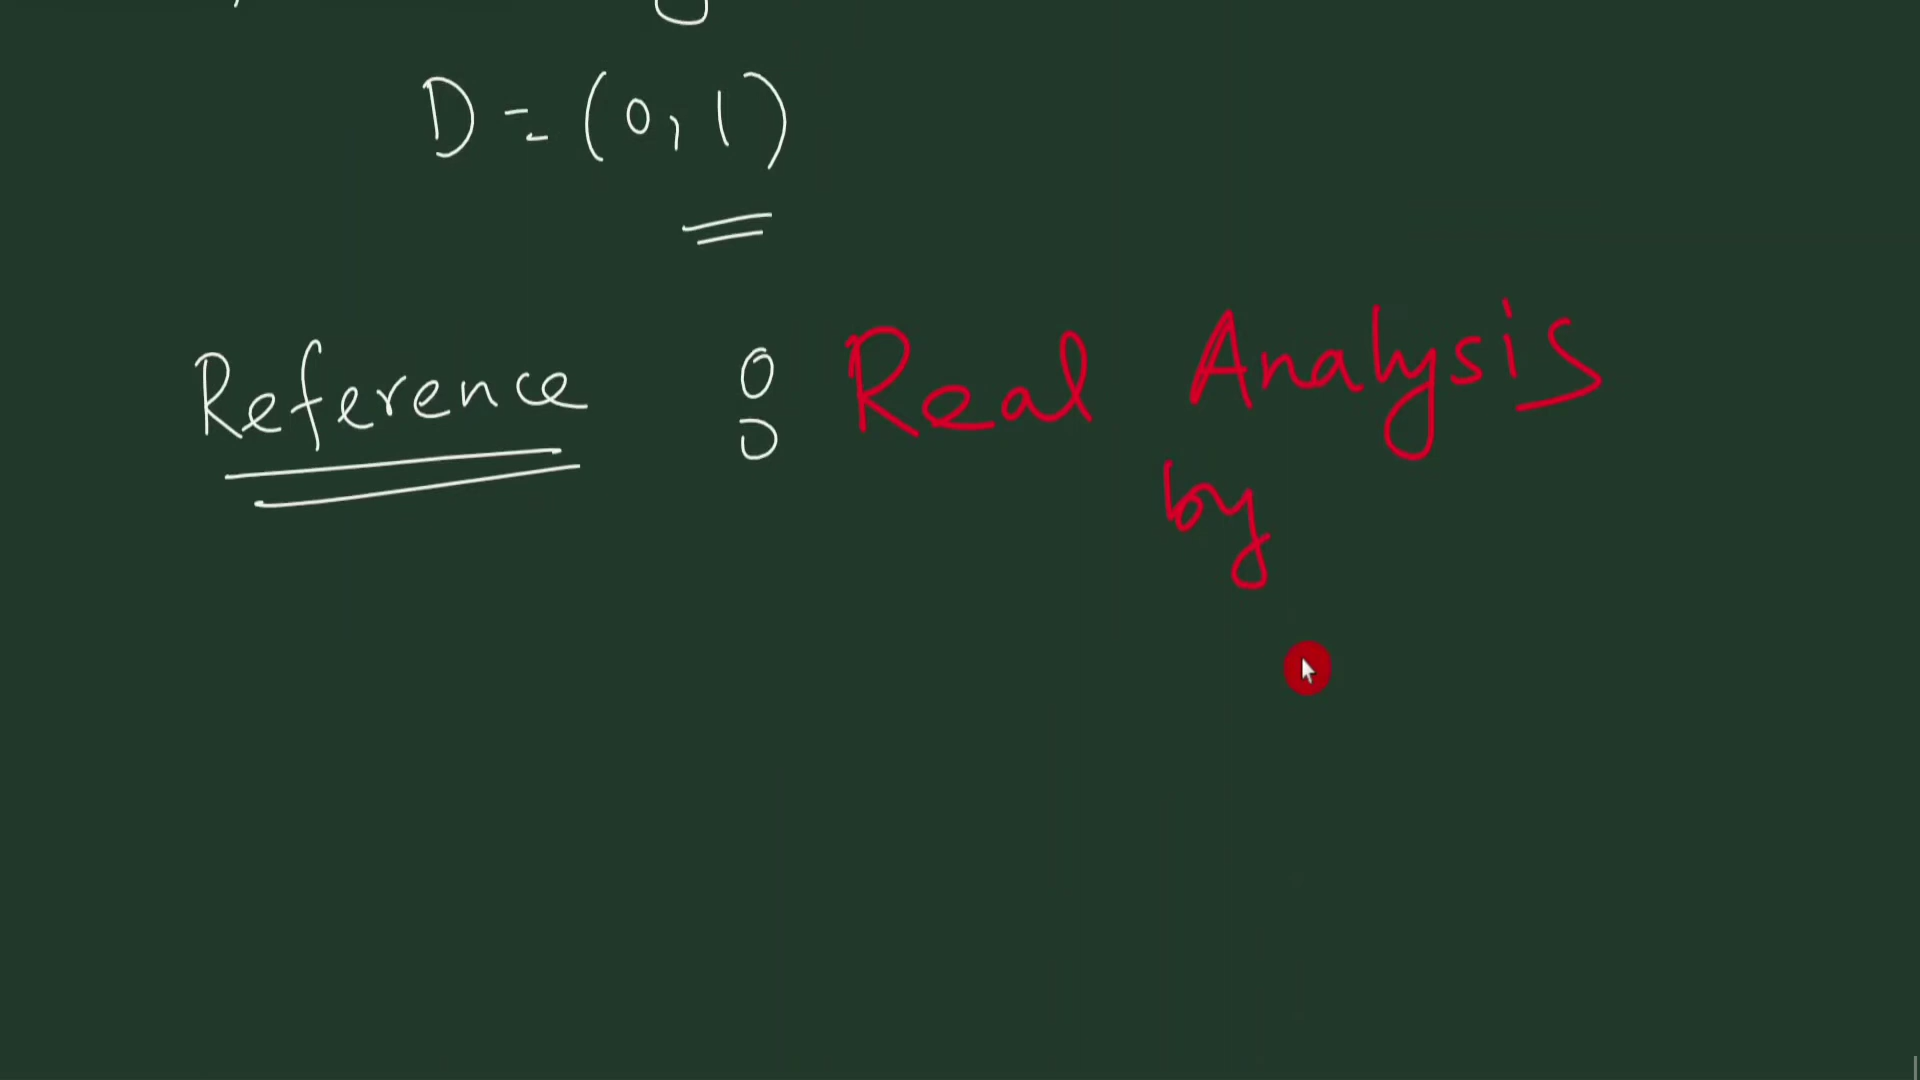 D = (0, 1)
Reference : Real Analysis
by